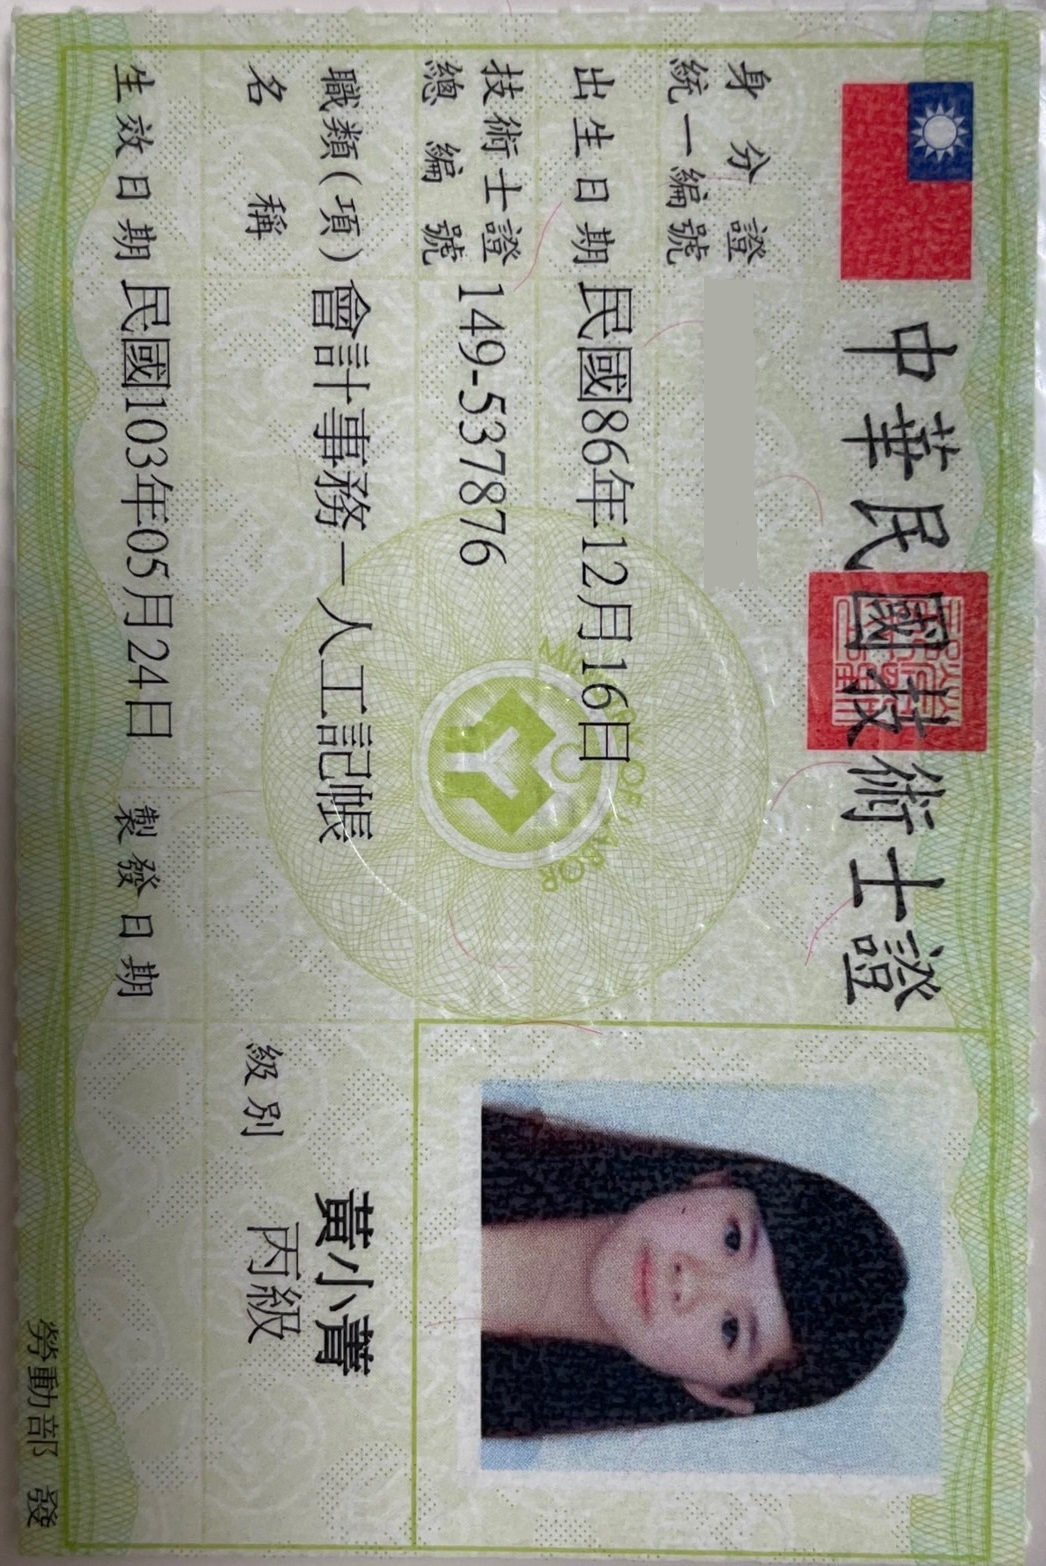 中華民國技術士證
身分證
統一編號
出生日期 民國86年12月16日
技術士證
總編號 149-537876
職類(項)
名稱 會計事務－人工記帳
黃小菁
級別 丙級
生效日期 民國103年05月24日 製發日期
勞動部 發
MINISTRY OF LABOR